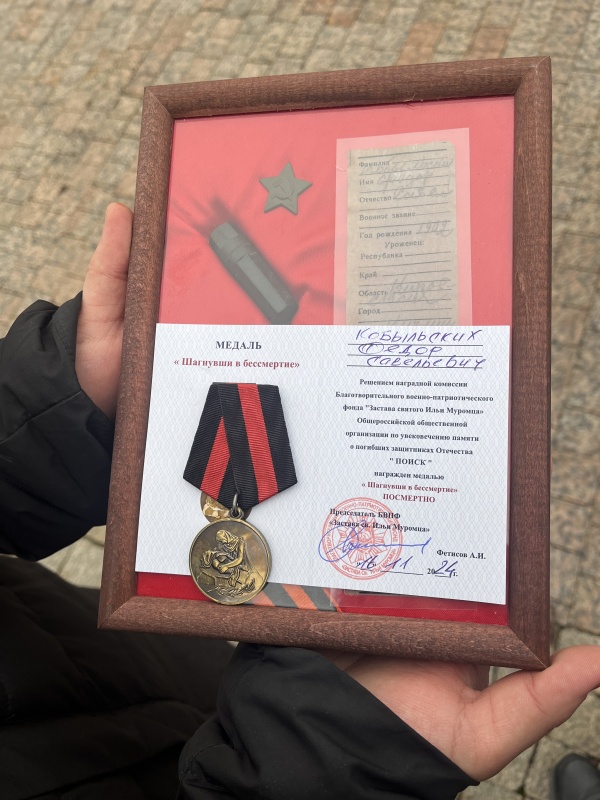 Фамилия
Имя
Отчество
Военное звание
Год рождения
Уроженец:
Республика
Край
Область
Город
МЕДАЛЬ
« Шагнувши в бессмертие»
КОБЫЛЬСКИХ
ФЕДОР
САВЕЛЬЕВИЧ
Решением наградной комиссии
Благотворительного военно-патриотического
фонда "Застава святого Ильи Муромца»
Общероссийской общественной
организации по увековечению памяти
о погибших защитниках Отечества
" ПОИСК "
награжден медалью
« Шагнувши в бессмертие»
ПОСМЕРТНО
Председатель БВПФ
«Застава св. Ильи Муромца»
Фетисов А.И.
16.11 2024г.